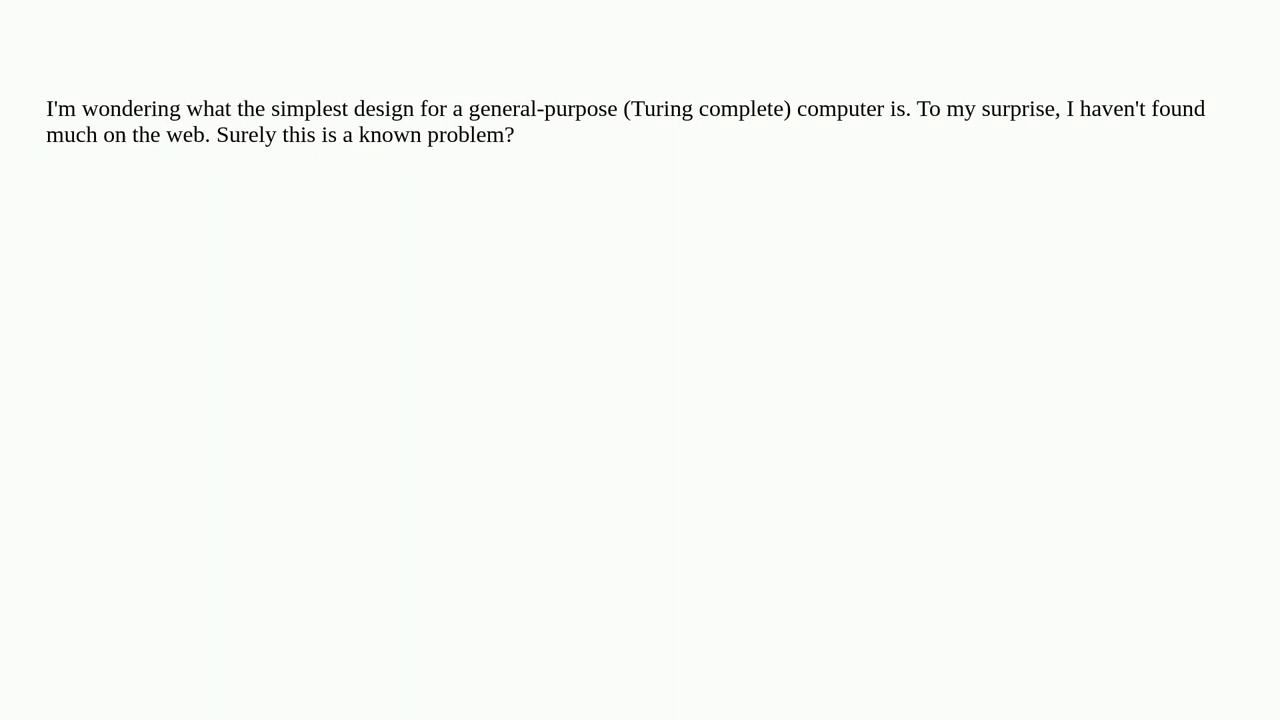 I'm wondering what the simplest design for a general-purpose (Turing complete) computer is. To my surprise, I haven't found
much on the web. Surely this is a known problem?